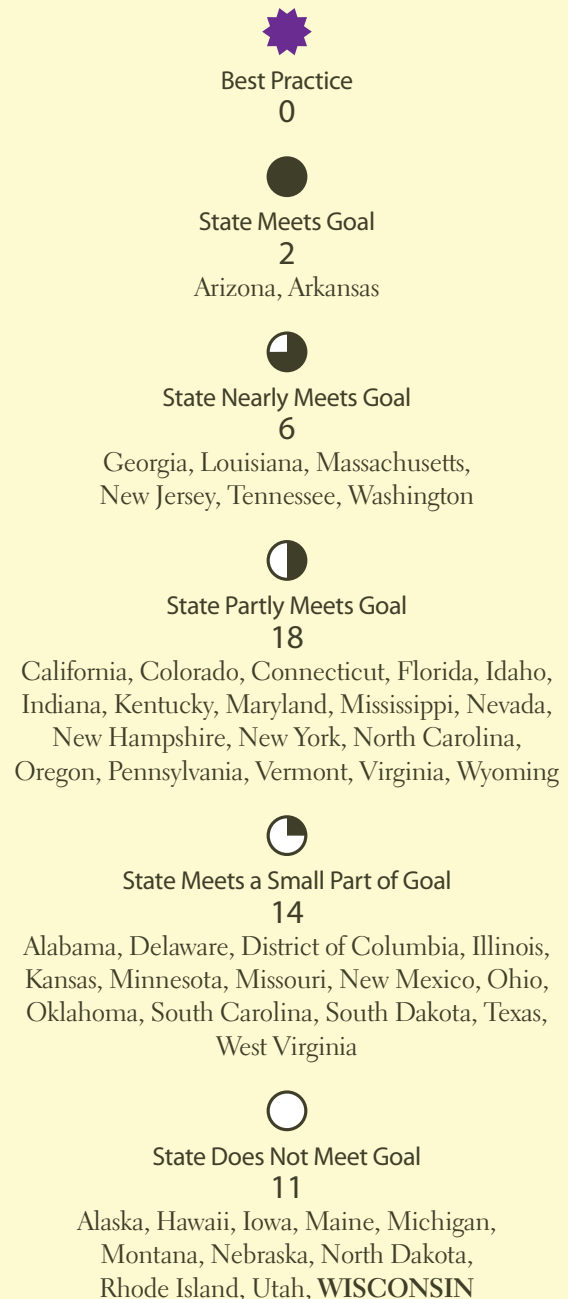 Best Practice
0
State Meets Goal
2
Arizona, Arkansas
State Nearly Meets Goal
6
Georgia, Louisiana, Massachusetts,
New Jersey, Tennessee, Washington
State Partly Meets Goal
18
California, Colorado, Connecticut, Florida, Idaho,
Indiana, Kentucky, Maryland, Mississippi, Nevada,
New Hampshire, New York, North Carolina,
Oregon, Pennsylvania, Vermont, Virginia, Wyoming
State Meets a Small Part of Goal
14
Alabama, Delaware, District of Columbia, Illinois,
Kansas, Minnesota, Missouri, New Mexico, Ohio,
Oklahoma, South Carolina, South Dakota, Texas,
West Virginia
State Does Not Meet Goal
11
Alaska, Hawaii, Iowa, Maine, Michigan,
Montana, Nebraska, North Dakota,
Rhode Island, Utah, WISCONSIN